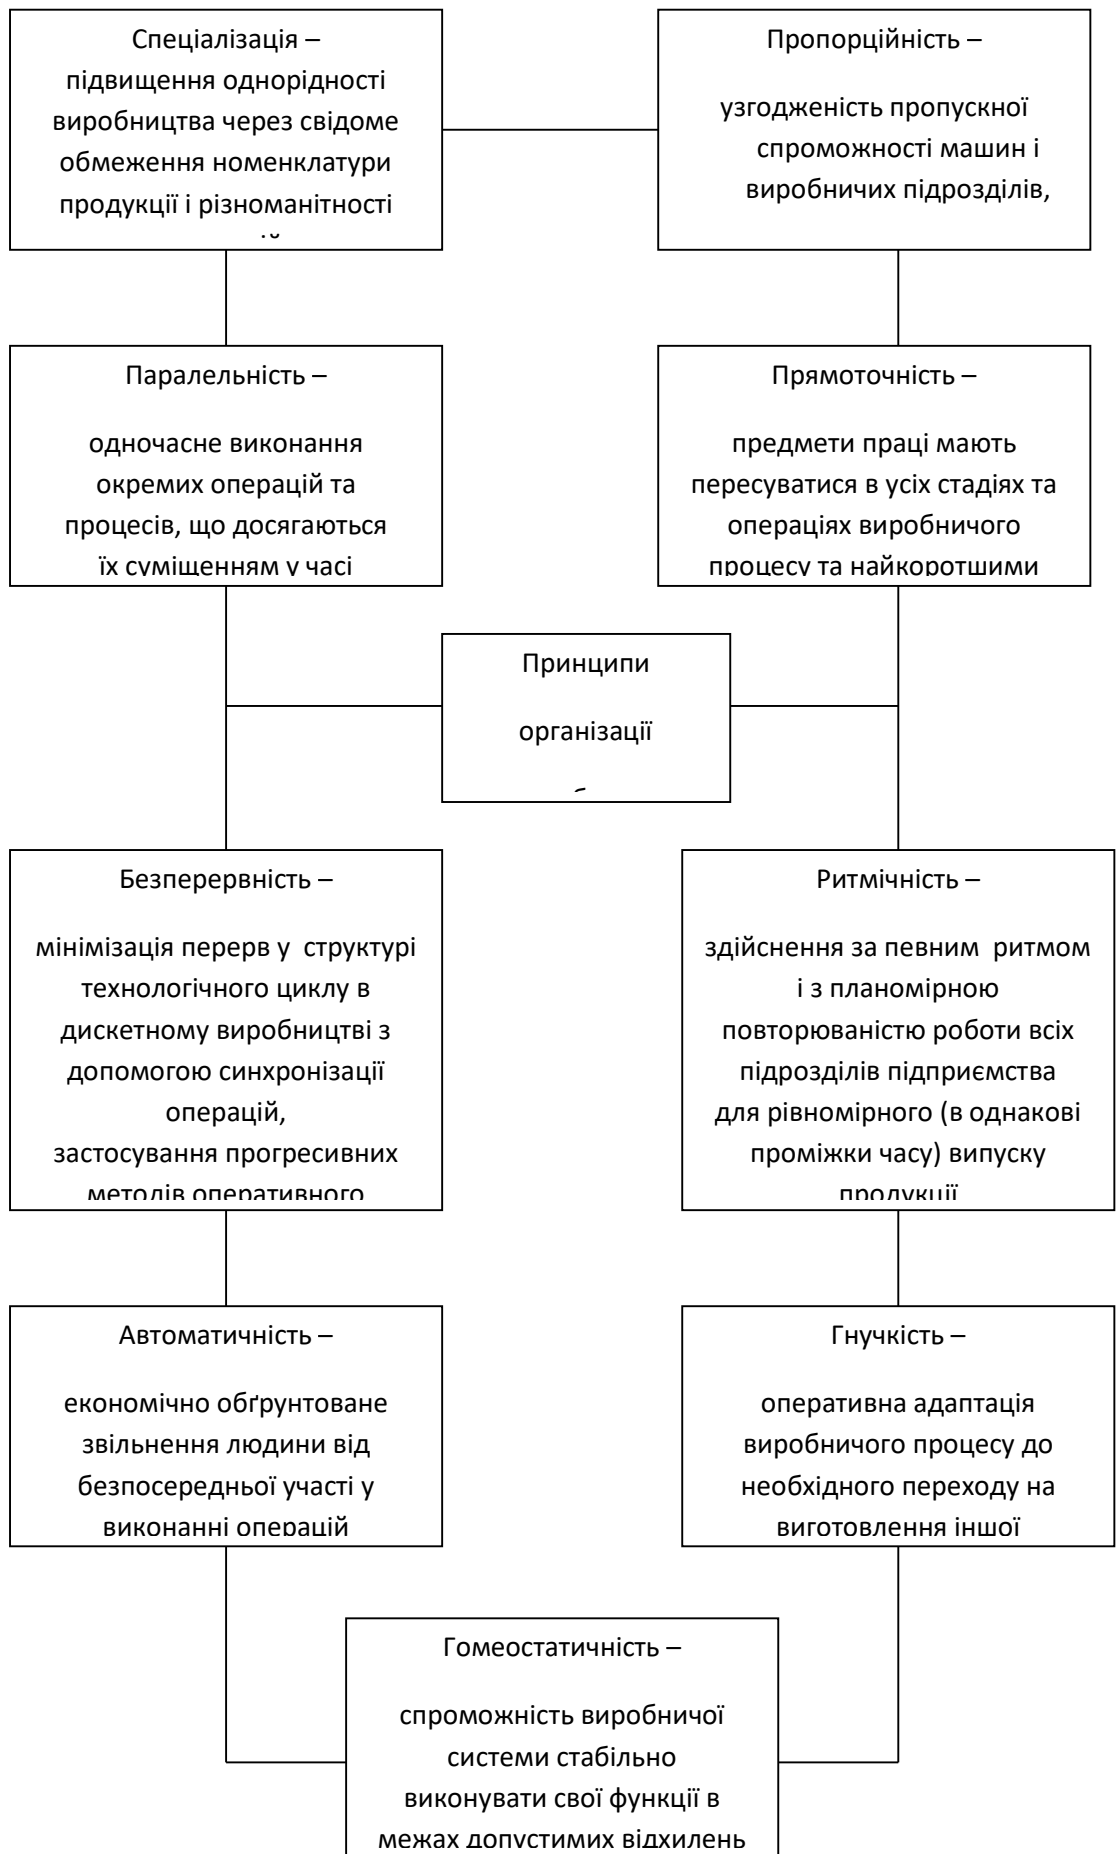 Спеціалізація –
підвищення однорідності
виробництва через свідоме
обмеження номенклатури
продукції і різноманітності
Пропорційність –
узгодженість пропускної
спроможності машин і
виробничих підрозділів,
Паралельність –
одночасне виконання
окремих операцій та
процесів, що досягаються
їх суміщенням у часі
Прямоточність –
предмети праці мають
пересуватися в усіх стадіях та
операціях виробничого
процесу та найкоротшими
Принципи
організації
Безперервність –
мінімізація перерв у структурі
технологічного циклу в
дискетному виробництві з
допомогою синхронізації
операцій,
застосування прогресивних
методів оперативного
Ритмічність –
здійснення за певним ритмом
і з планомірною
повторюваністю роботи всіх
підрозділів підприємства
для рівномірного (в однакові
проміжки часу) випуску
продукції
Автоматичність –
економічно обґрунтоване
звільнення людини від
безпосередньої участі у
виконанні операцій
Гнучкість –
оперативна адаптація
виробничого процесу до
необхідного переходу на
виготовлення іншої
Гомеостатичність –
спроможність виробничої
системи стабільно
виконувати свої функції в
межах допустимих відхилень